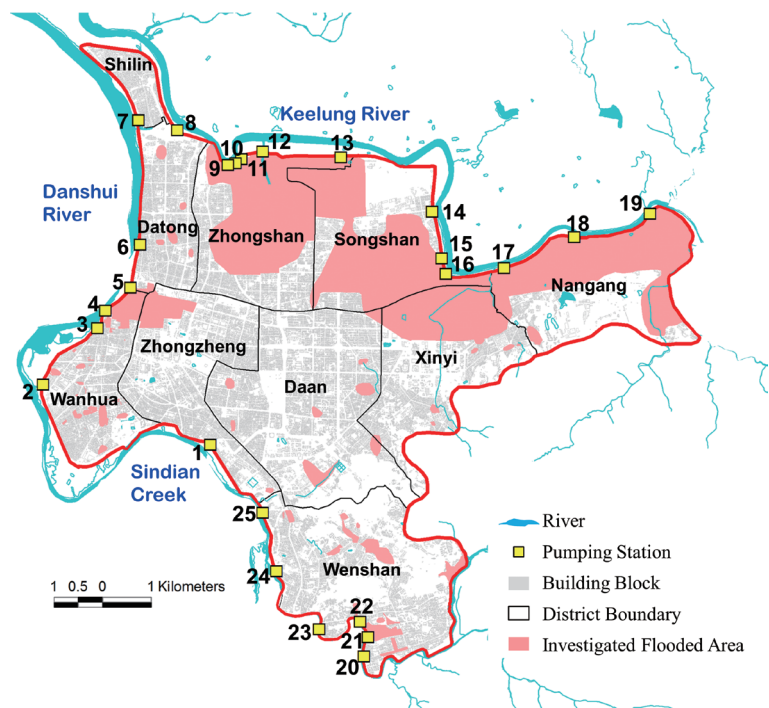 Shilin
7
8
Keelung River
10
12
13
9
11
Danshui
River
14
19
Datong
Zhongshan
Songshan
18
6
15
17
16
5
Nangang
4
3
Zhongzheng
Xinyi
2
Wanhua
Daan
1
Sindian
Creek
25
River
Pumping Station
24
Wenshan
Building Block
1 0.5 0 1 Kilometers
District Boundary
22
23
21
Investigated Flooded Area
20